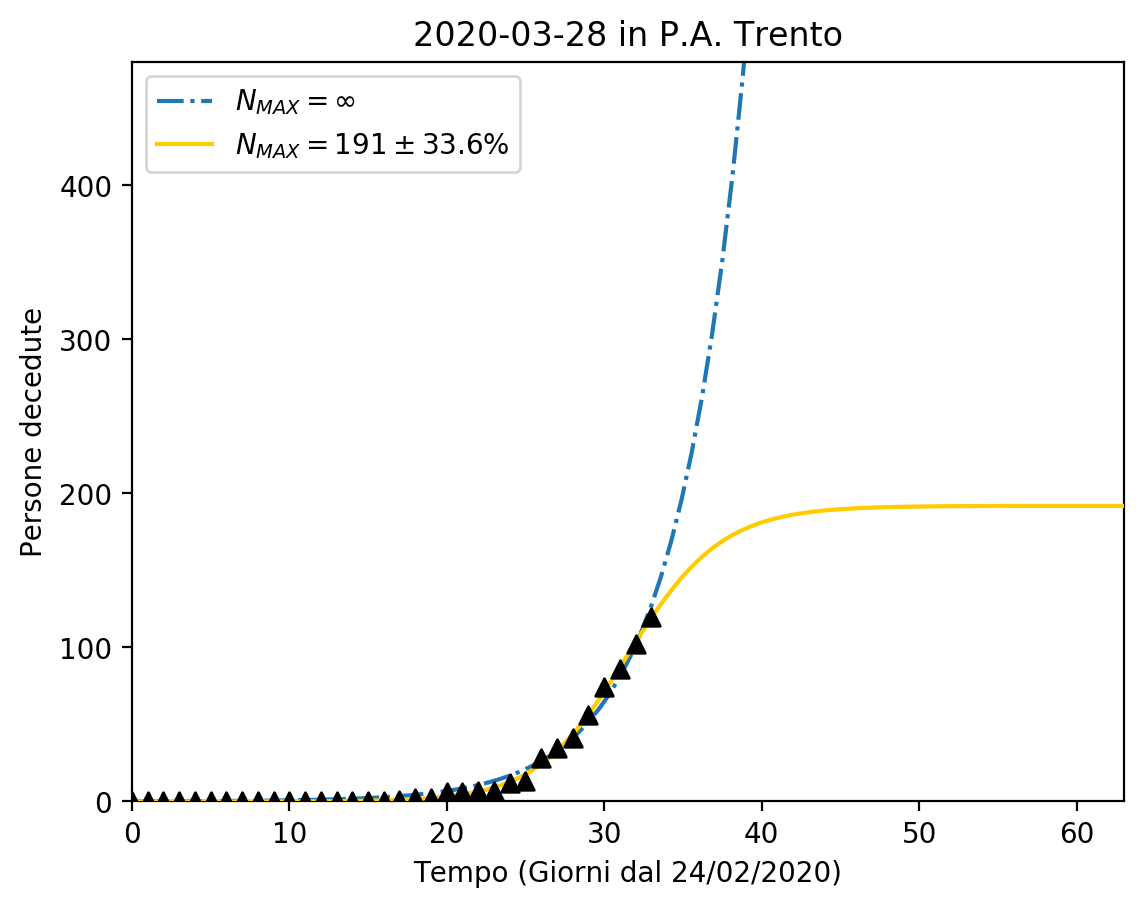 2020-03-28 in P.A. Trento
N_MAX = ∞
N_MAX = 191 ± 33.6%
400
300
200
100
0
Persone decedute
0 10 20 30 40 50 60
Tempo (Giorni dal 24/02/2020)